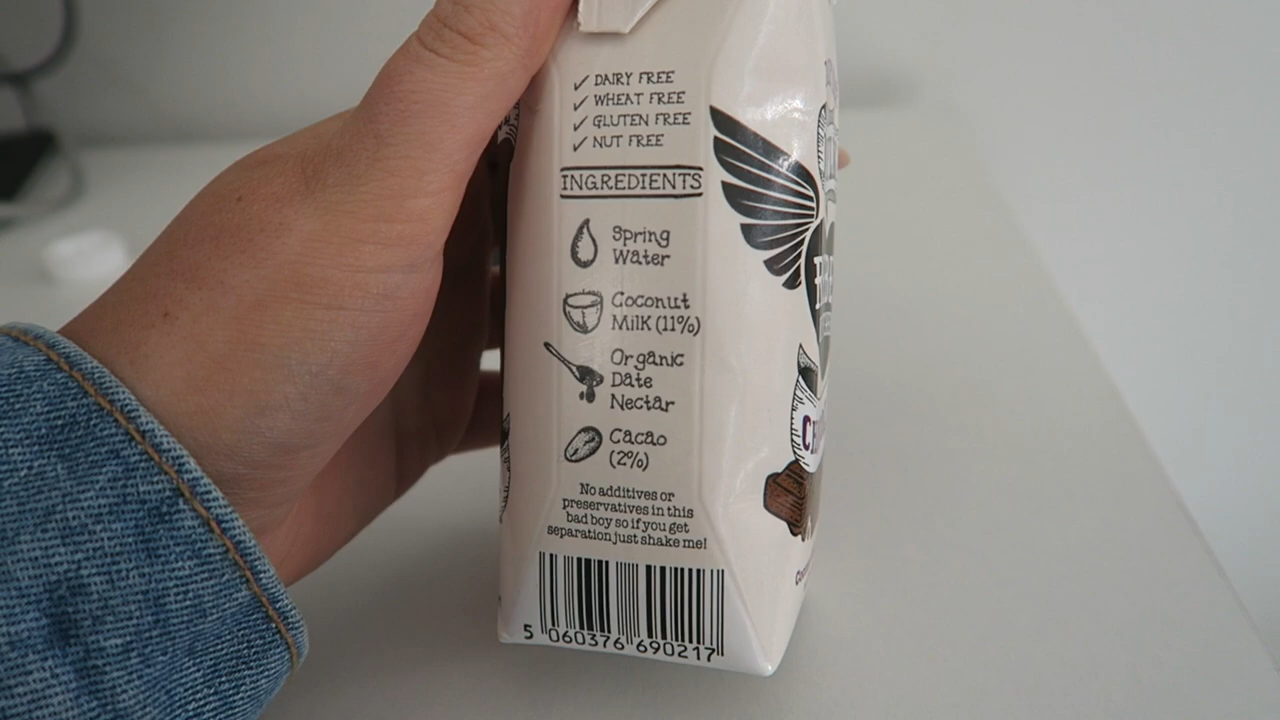 ✓ DAIRY FREE
✓ WHEAT FREE
✓ GLUTEN FREE
✓ NUT FREE
INGREDIENTS
Spring
Water
Coconut
Milk (11%)
Organic
Date
Nectar
Cacao
(2%)
No additives or
preservatives in this
bad boy so if you get
separation just shake me!
5 060376 690217